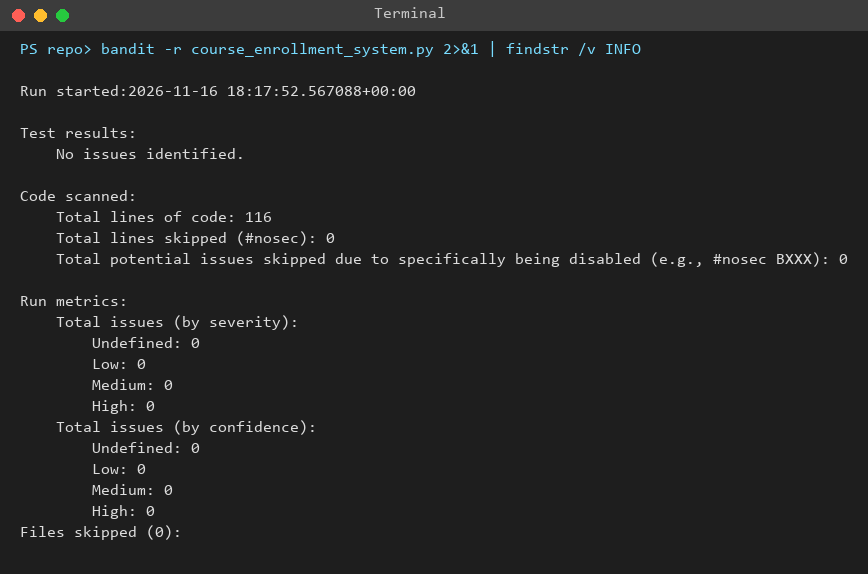 Terminal
PS repo> bandit -r course_enrollment_system.py 2>&1 | findstr /v INFO
Run started:2026-11-16 18:17:52.567088+00:00
Test results:
    No issues identified.
Code scanned:
    Total lines of code: 116
    Total lines skipped (#nosec): 0
    Total potential issues skipped due to specifically being disabled (e.g., #nosec BXXX): 0
Run metrics:
    Total issues (by severity):
        Undefined: 0
        Low: 0
        Medium: 0
        High: 0
    Total issues (by confidence):
        Undefined: 0
        Low: 0
        Medium: 0
        High: 0
Files skipped (0):